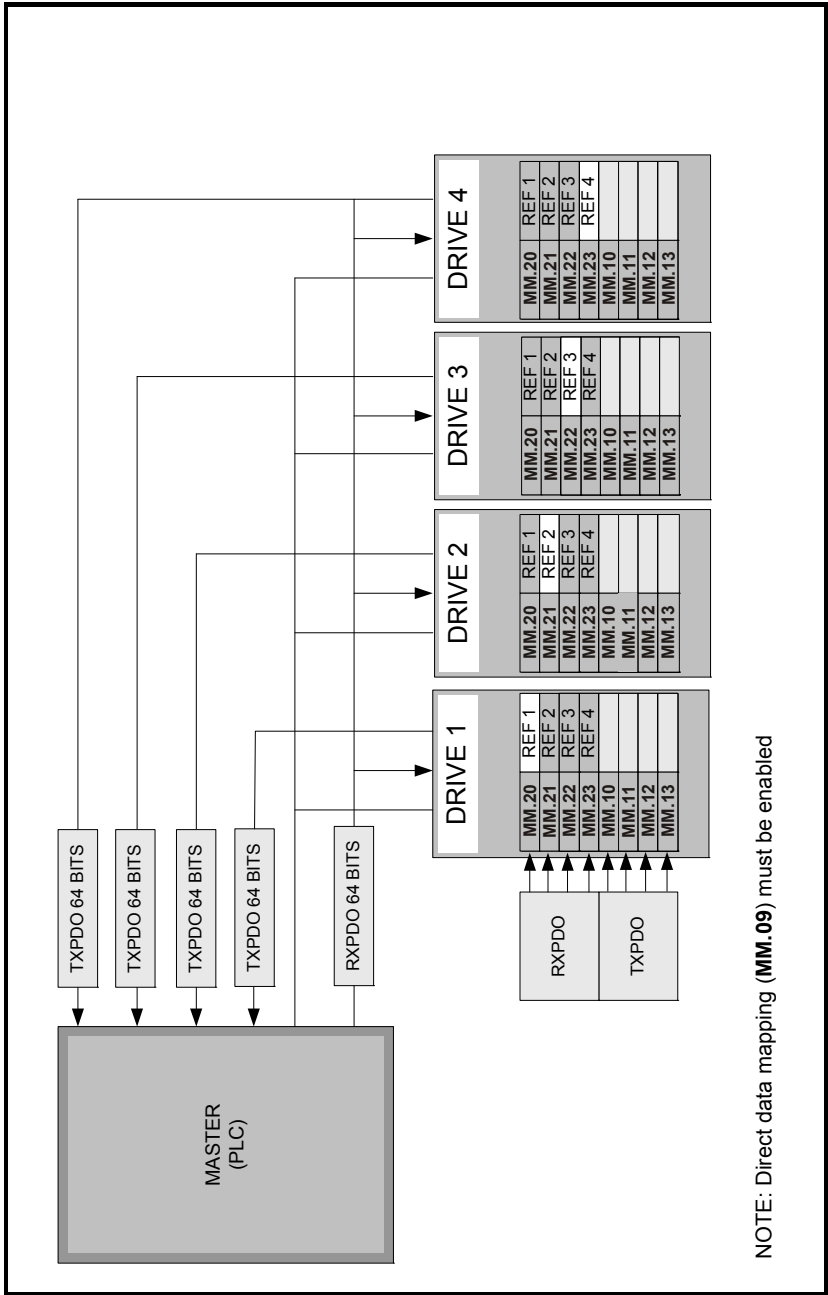 MASTER
(PLC)
TXPDO 64 BITS
TXPDO 64 BITS
TXPDO 64 BITS
TXPDO 64 BITS
RXPDO 64 BITS
RXPDO
TXPDO
DRIVE 1
MM.20 REF 1
MM.21 REF 2
MM.22 REF 3
MM.23 REF 4
MM.10
MM.11
MM.12
MM.13
DRIVE 2
MM.20 REF 1
MM.21 REF 2
MM.22 REF 3
MM.23 REF 4
MM.10
MM.11
MM.12
MM.13
DRIVE 3
MM.20 REF 1
MM.21 REF 2
MM.22 REF 3
MM.23 REF 4
MM.10
MM.11
MM.12
MM.13
DRIVE 4
MM.20 REF 1
MM.21 REF 2
MM.22 REF 3
MM.23 REF 4
MM.10
MM.11
MM.12
MM.13
NOTE: Direct data mapping (MM.09) must be enabled